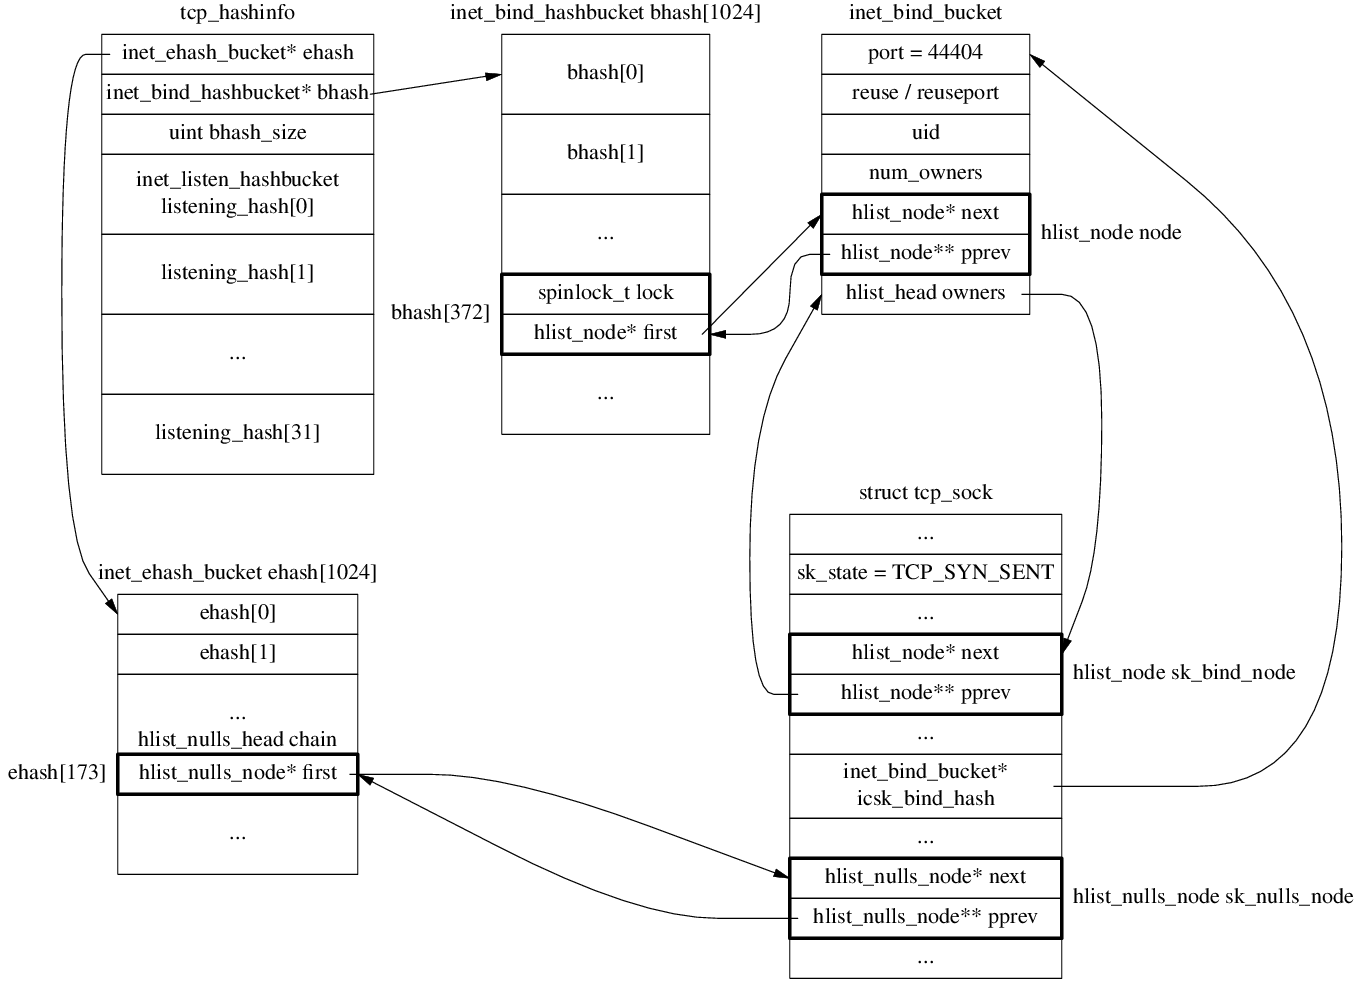 tcp_hashinfo
inet_ehash_bucket* ehash
inet_bind_hashbucket* bhash
uint bhash_size
inet_listen_hashbucket
listening_hash[0]
listening_hash[1]
...
listening_hash[31]
inet_bind_hashbucket bhash[1024]
bhash[0]
bhash[1]
...
bhash[372]
spinlock_t lock
hlist_node* first
...
inet_bind_bucket
port = 44404
reuse / reuseport
uid
num_owners
hlist_node* next
hlist_node** pprev
hlist_node node
hlist_head owners
inet_ehash_bucket ehash[1024]
ehash[0]
ehash[1]
...
hlist_nulls_head chain
ehash[173]
hlist_nulls_node* first
...
struct tcp_sock
...
sk_state = TCP_SYN_SENT
...
hlist_node* next
hlist_node** pprev
hlist_node sk_bind_node
...
inet_bind_bucket*
icsk_bind_hash
...
hlist_nulls_node* next
hlist_nulls_node** pprev
hlist_nulls_node sk_nulls_node
...